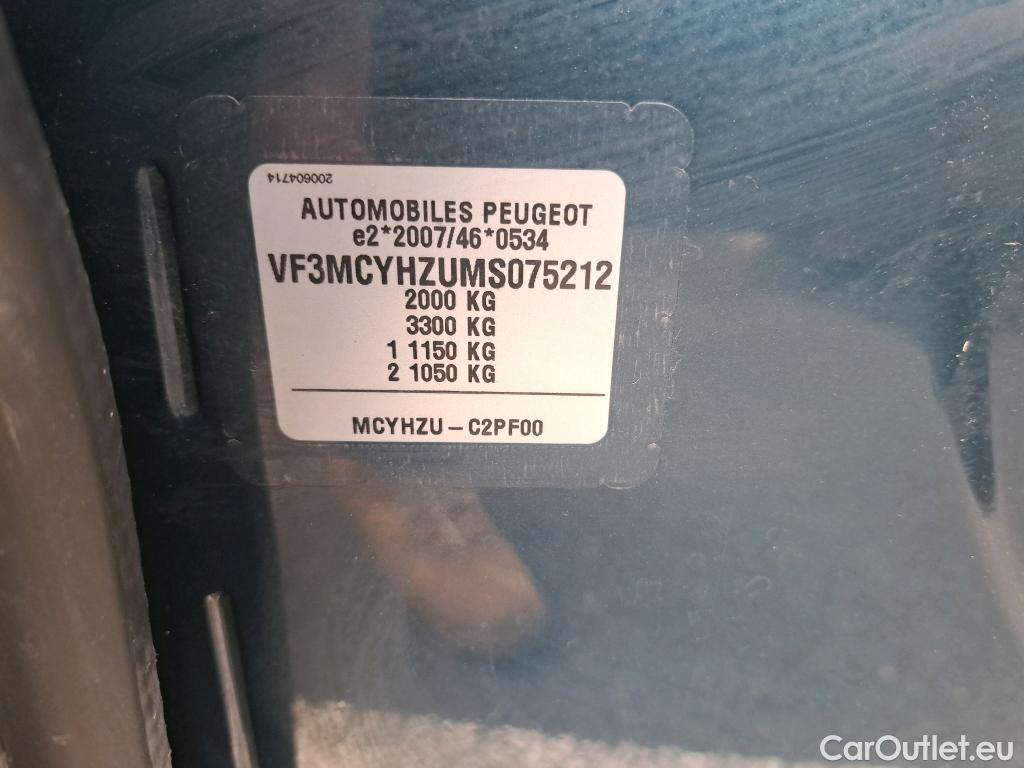 200604714
AUTOMOBILES PEUGEOT
e2*2007/46*0534
VF3MCYHZUMS075212
2000 KG
3300 KG
1 1150 KG
2 1050 KG
MCYHZU – C2PF00
CarOutlet.eu